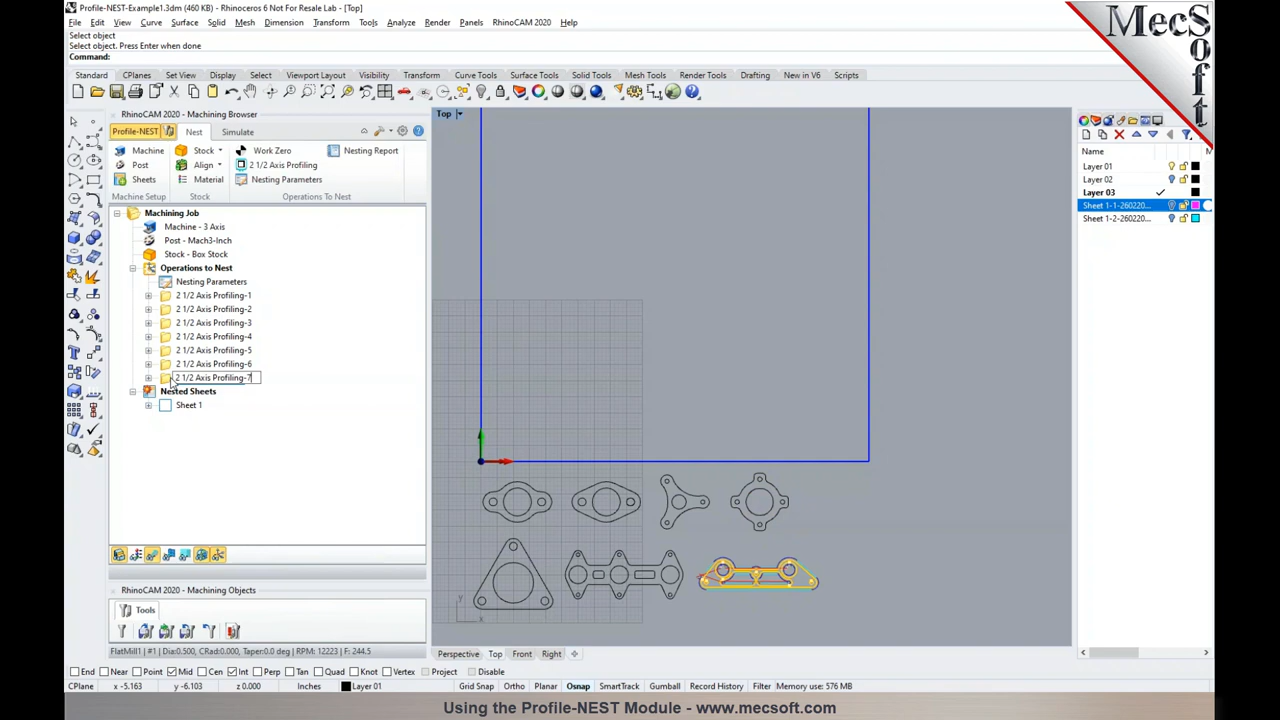 Profile-NEST-Example1.3dm (460 KB) - Rhinoceros 6 Not For Resale Lab - [Top]
File Edit View Curve Surface Solid Mesh Dimension Transform Tools Analyze Render Panels RhinoCAM 2020 Help
Select object
Select object. Press Enter when done
Command:
Standard CPlanes Set View Display Select Viewport Layout Visibility Transform Curve Tools Surface Tools Solid Tools Mesh Tools Render Tools Drafting New in V6 Scripts
RhinoCAM 2020 - Machining Browser
Profile-NEST Nest Simulate
Machine Stock Work Zero Nesting Report
Post Align 2 1/2 Axis Profiling
Sheets Material Nesting Parameters
Machine Setup Stock Operations To Nest
Machining Job
Machine - 3 Axis
Post - Mach3-Inch
Stock - Box Stock
Operations to Nest
Nesting Parameters
2 1/2 Axis Profiling-1
2 1/2 Axis Profiling-2
2 1/2 Axis Profiling-3
2 1/2 Axis Profiling-4
2 1/2 Axis Profiling-5
2 1/2 Axis Profiling-6
2 1/2 Axis Profiling-7
Nested Sheets
Sheet 1
RhinoCAM 2020 - Machining Objects
Tools
FlatMill1 | #1 | Dia:0.500, CRad:0.000, Taper:0.0 deg | RPM: 12223 | F: 244.5
Top
y
x
Perspective Top Front Right
Name
Layer 01
Layer 02
Layer 03
Sheet 1-1-260220...
Sheet 1-2-260220...
MecSoft
End Near Point Mid Cen Int Perp Tan Quad Knot Vertex Project Disable
CPlane x -5.163 y -6.103 z 0.000 Inches Layer 01 Grid Snap Ortho Planar Osnap SmartTrack Gumball Record History Filter Memory use: 576 MB
Using the Profile-NEST Module - www.mecsoft.com